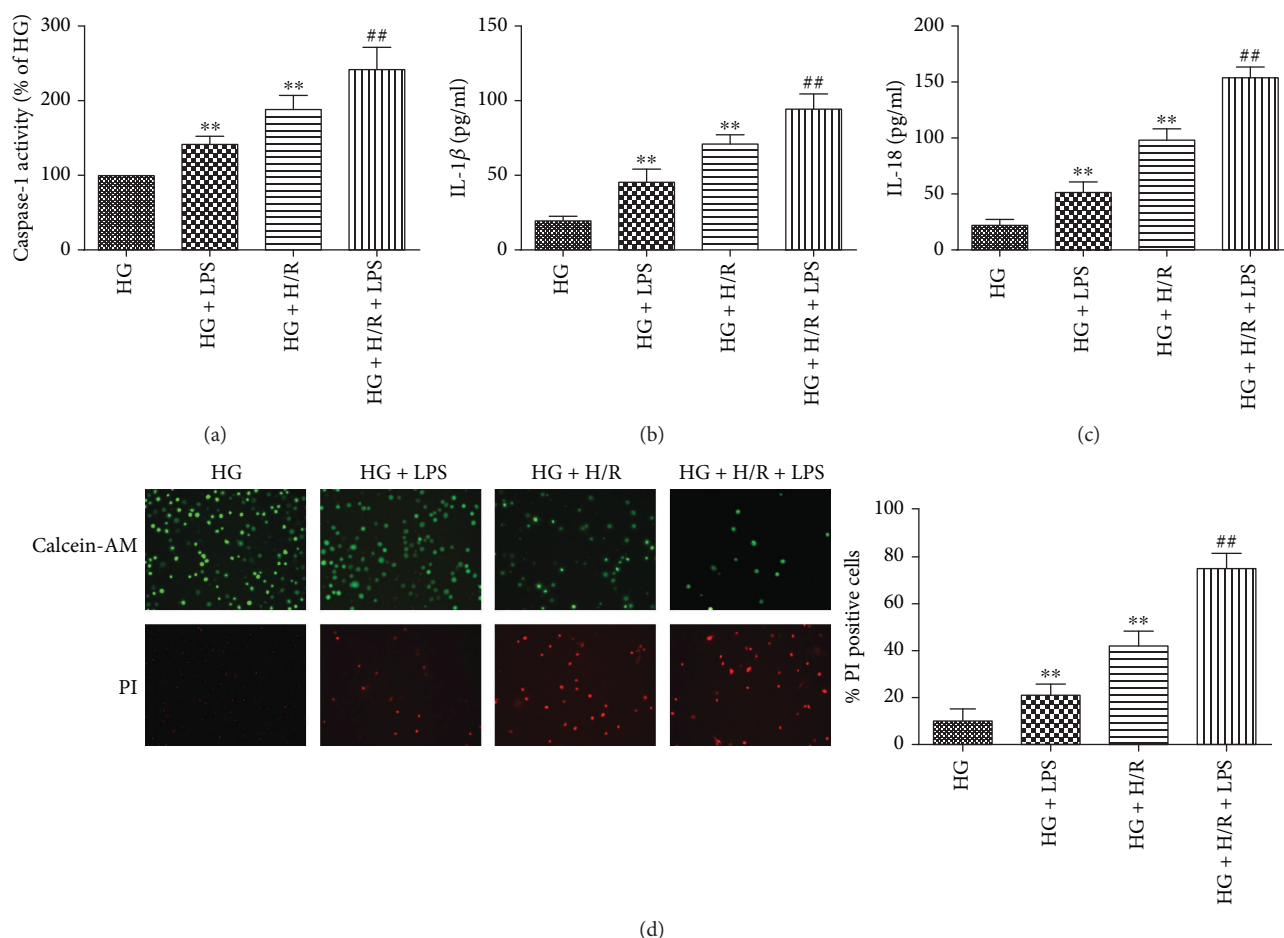 300
200
100
0
Caspase-1 activity (% of HG)
**
**
##
HG
HG + LPS
HG + H/R
HG + H/R + LPS
(a)
150
100
50
0
IL-1β (pg/ml)
**
**
##
HG
HG + LPS
HG + H/R
HG + H/R + LPS
(b)
200
150
100
50
0
IL-18 (pg/ml)
**
**
##
HG
HG + LPS
HG + H/R
HG + H/R + LPS
(c)
HG
HG + LPS
HG + H/R
HG + H/R + LPS
Calcein-AM
PI
100
80
60
40
20
0
% PI positive cells
**
**
##
HG
HG + LPS
HG + H/R
HG + H/R + LPS
(d)